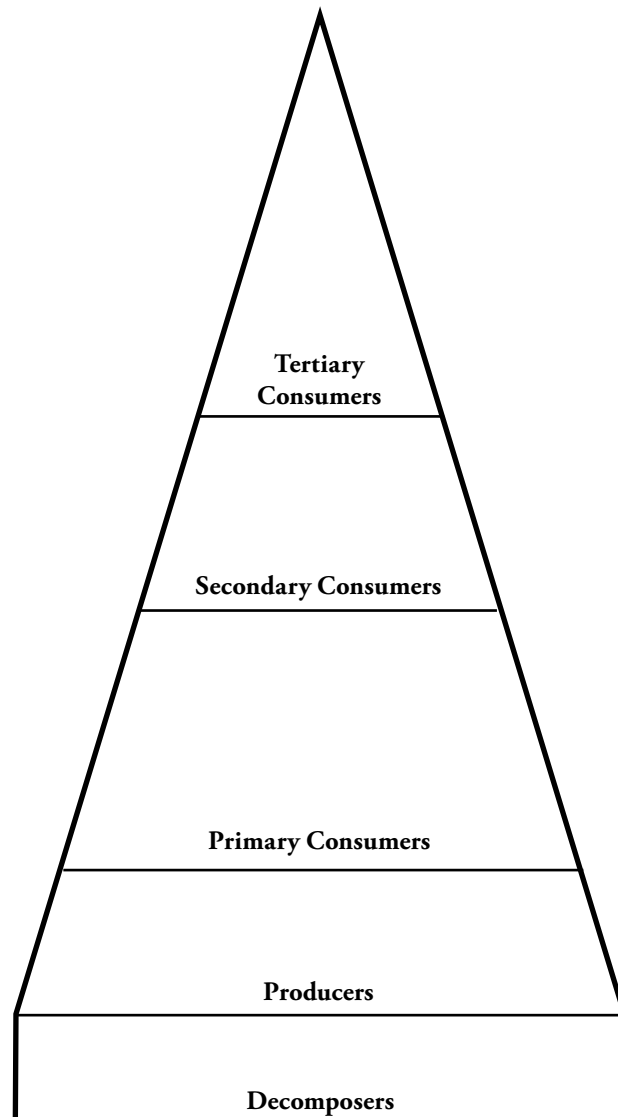 Tertiary
Consumers
Secondary Consumers
Primary Consumers
Producers
Decomposers